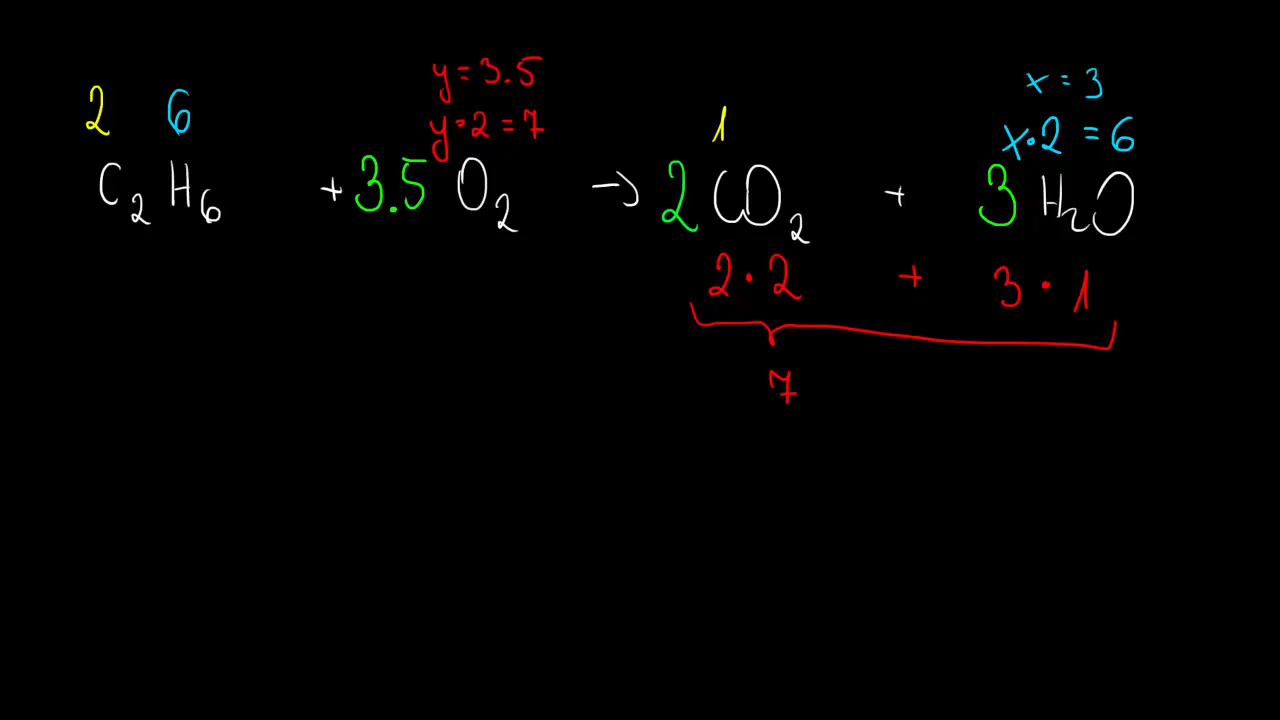 y = 3.5
x = 3
2 6 y·2 = 7 1 x·2 = 6
C₂H₆ + 3.5 O₂ → 2 CO₂ + 3 H₂O
2·2 + 3·1
7